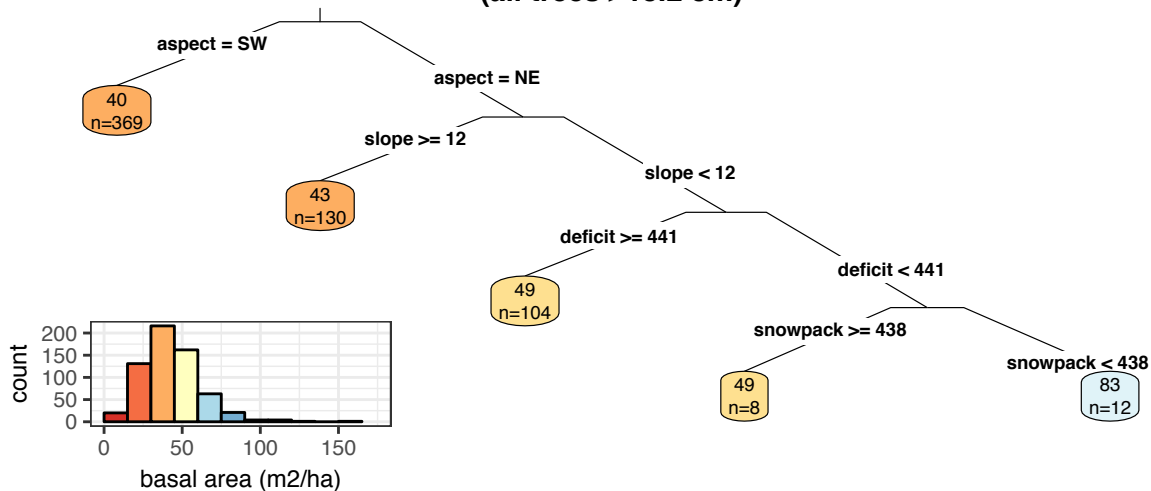 aspect = SW
aspect = NE
40
n=369
slope >= 12
slope < 12
43
n=130
deficit >= 441
deficit < 441
49
n=104
snowpack >= 438
snowpack < 438
49
n=8
83
n=12
count
200
150
100
50
0
0 50 100 150
basal area (m2/ha)